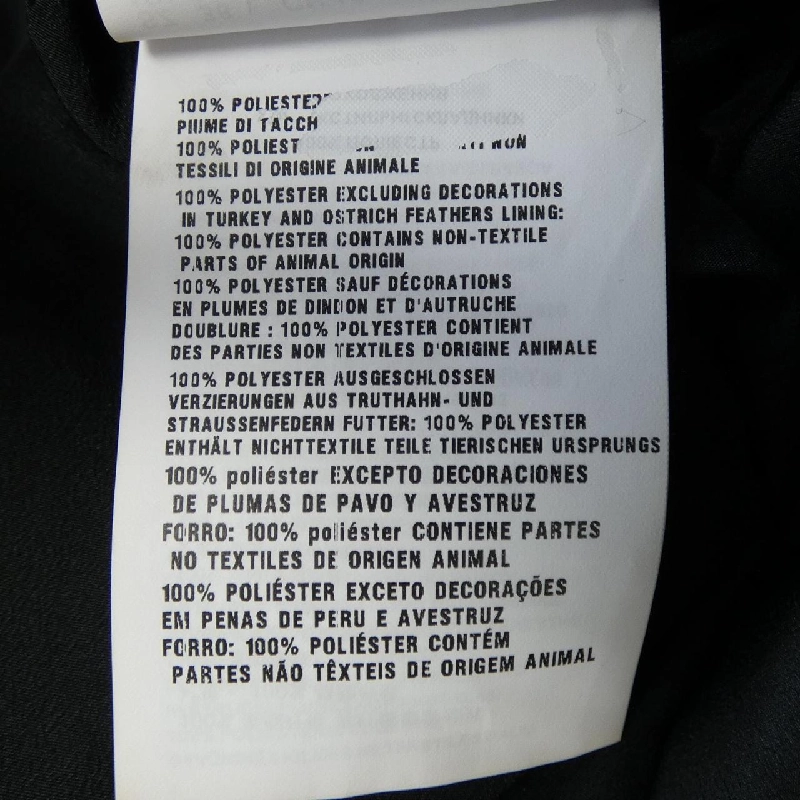 100% POLIESTE
PIUME DI TACCH
100% POLIEST NON
TESSILI DI ORIGINE ANIMALE
100% POLYESTER EXCLUDING DECORATIONS
IN TURKEY AND OSTRICH FEATHERS LINING:
100% POLYESTER CONTAINS NON-TEXTILE
PARTS OF ANIMAL ORIGIN
100% POLYESTER SAUF DÉCORATIONS
EN PLUMES DE DINDON ET D'AUTRUCHE
DOUBLURE : 100% POLYESTER CONTIENT
DES PARTIES NON TEXTILES D'ORIGINE ANIMALE
100% POLYESTER AUSGESCHLOSSEN
VERZIERUNGEN AUS TRUTHAHN- UND
STRAUSSENFEDERN FUTTER: 100% POLYESTER
ENTHÄLT NICHTTEXTILE TEILE TIERISCHEN URSPRUNGS
100% poliéster EXCEPTO DECORACIONES
DE PLUMAS DE PAVO Y AVESTRUZ
FORRO: 100% poliéster CONTIENE PARTES
NO TEXTILES DE ORIGEN ANIMAL
100% POLIÉSTER EXCETO DECORAÇÕES
EM PENAS DE PERU E AVESTRUZ
FORRO: 100% POLIÉSTER CONTÉM
PARTES NÃO TÊXTEIS DE ORIGEM ANIMAL